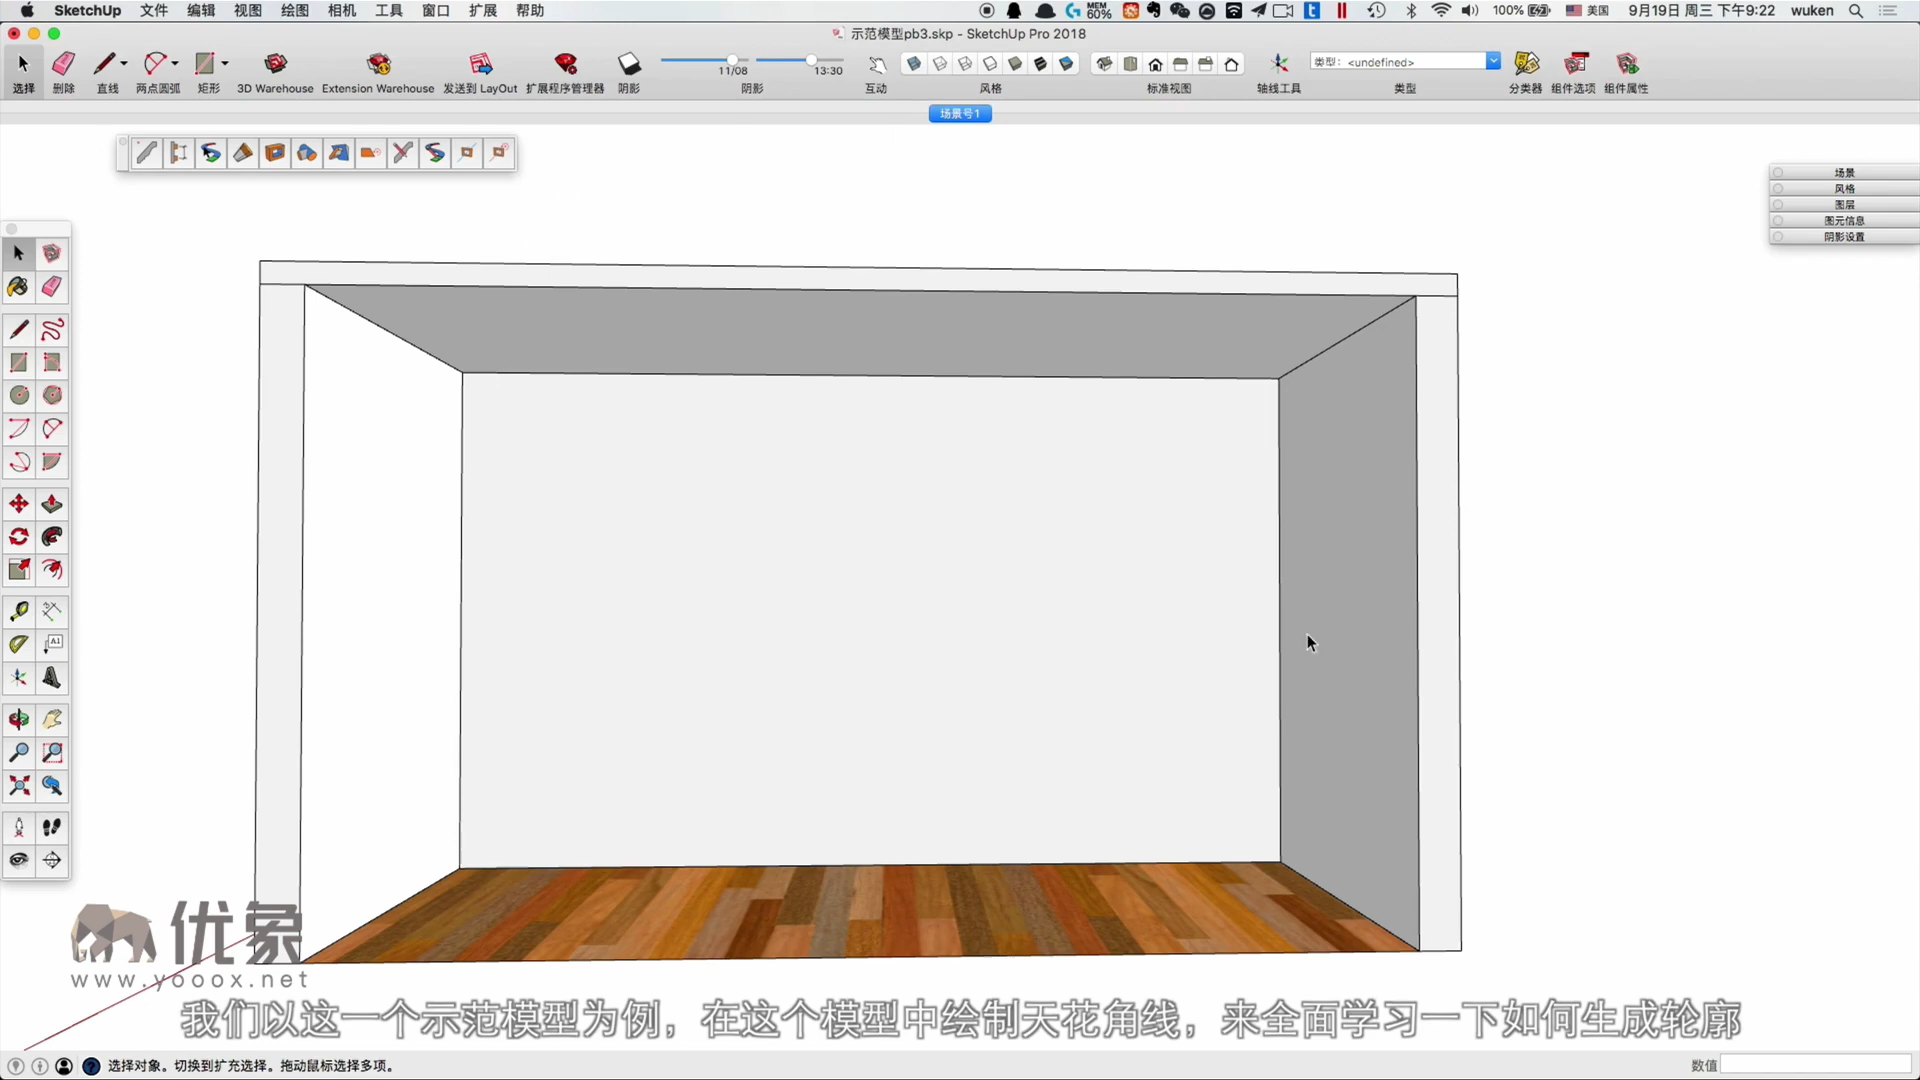 SketchUp 文件 编辑 视图 绘图 相机 工具 窗口 扩展 帮助 MEM 60% 100% 美国 9月19日 周三 下午9:22 wuken
示范模型pb3.skp - SketchUp Pro 2018
11/08 13:30 类型: <undefined>
选择 删除 直线 两点圆弧 矩形 3D Warehouse Extension Warehouse 发送到 LayOut 扩展程序管理器 阴影 阴影 互动 风格 标准视图 轴线工具 类型 分类器 组件选项 组件属性
场景号1
场景
风格
图层
图元信息
阴影设置
A1
优象
www.yooox.net
我们以这一个示范模型为例，在这个模型中绘制天花角线，来全面学习一下如何生成轮廓
选择对象。切换到扩充选择。拖动鼠标选择多项。 数值